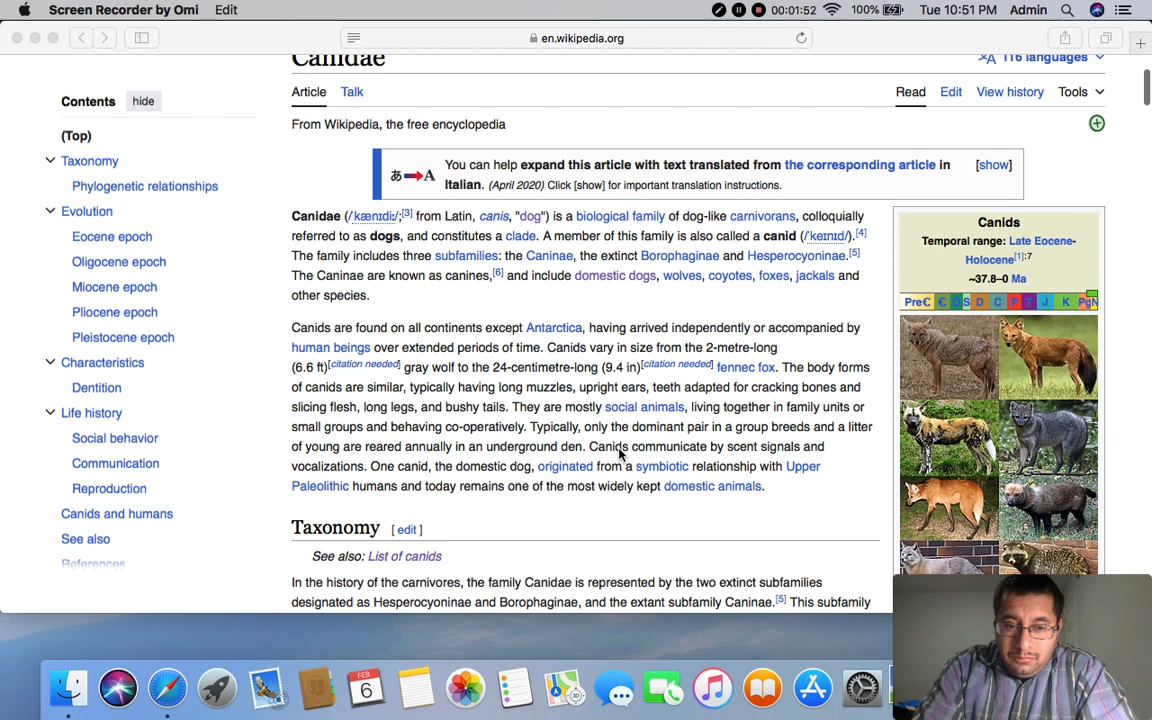 Screen Recorder by Omi Edit 00:01:52 100% Tue 10:51 PM Admin
en.wikipedia.org
Canidae 116 languages
Article Talk Read Edit View history Tools
From Wikipedia, the free encyclopedia
Contents hide
(Top)
Taxonomy
Phylogenetic relationships
Evolution
Eocene epoch
Oligocene epoch
Miocene epoch
Pliocene epoch
Pleistocene epoch
Characteristics
Dentition
Life history
Social behavior
Communication
Reproduction
Canids and humans
See also
References
You can help expand this article with text translated from the corresponding article in [show]
Italian. (April 2020) Click [show] for important translation instructions.
Canidae (/ˈkænɪdiː/;[3] from Latin, canis, "dog") is a biological family of dog-like carnivorans, colloquially
referred to as dogs, and constitutes a clade. A member of this family is also called a canid (/ˈkeɪnɪd/).[4]
The family includes three subfamilies: the Caninae, the extinct Borophaginae and Hesperocyoninae.[5]
The Caninae are known as canines,[6] and include domestic dogs, wolves, coyotes, foxes, jackals and
other species.
Canids are found on all continents except Antarctica, having arrived independently or accompanied by
human beings over extended periods of time. Canids vary in size from the 2-metre-long
(6.6 ft)[citation needed] gray wolf to the 24-centimetre-long (9.4 in)[citation needed] fennec fox. The body forms
of canids are similar, typically having long muzzles, upright ears, teeth adapted for cracking bones and
slicing flesh, long legs, and bushy tails. They are mostly social animals, living together in family units or
small groups and behaving co-operatively. Typically, only the dominant pair in a group breeds and a litter
of young are reared annually in an underground den. Canids communicate by scent signals and
vocalizations. One canid, the domestic dog, originated from a symbiotic relationship with Upper
Paleolithic humans and today remains one of the most widely kept domestic animals.
Taxonomy [ edit ]
See also: List of canids
In the history of the carnivores, the family Canidae is represented by the two extinct subfamilies
designated as Hesperocyoninae and Borophaginae, and the extant subfamily Caninae.[5] This subfamily
Canids
Temporal range: Late Eocene-
Holocene[1]:7
~37.8–0 Ma
PreꞒ Ꞓ O S D C P T J K Pg N
FEB
6